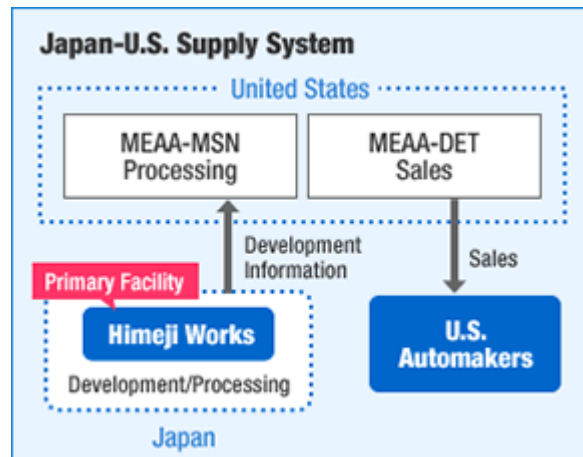 Japan-U.S. Supply System
United States
MEAA-MSN
Processing
MEAA-DET
Sales
Development
Information
Sales
Primary Facility
Himeji Works
Development/Processing
Japan
U.S.
Automakers